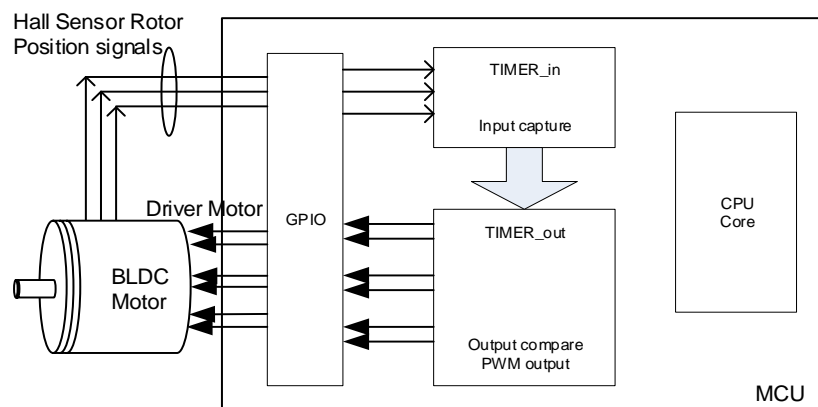 Hall Sensor Rotor
Position signals
TIMER_in
Input capture
Driver Motor
GPIO
TIMER_out
CPU
Core
BLDC
Motor
Output compare
PWM output
MCU